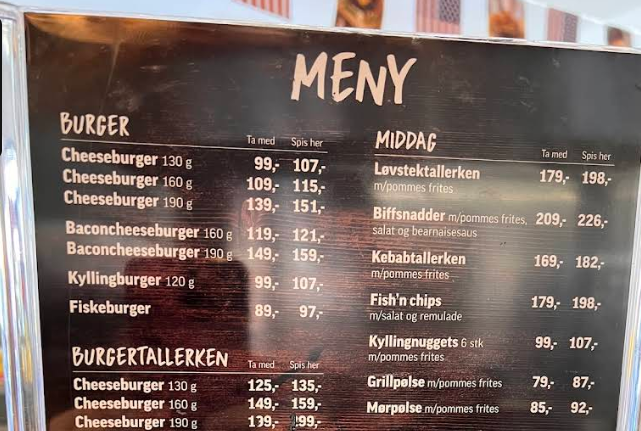 MENY
BURGER
Ta med Spis her
Cheeseburger 130 g 99,- 107,-
Cheeseburger 160 g 109,- 115,-
Cheeseburger 190 g 139,- 151,-
Baconcheeseburger 160 g 119,- 121,-
Baconcheeseburger 190 g 149,- 159,-
Kyllingburger 120 g 99,- 107,-
Fiskeburger 89,- 97,-
BURGERTALLERKEN Ta med Spis her
Cheeseburger 130 g 125,- 135,-
Cheeseburger 160 g 149,- 159,-
Cheeseburger 190 g
MIDDAG
Ta med Spis her
Løvstektallerken 179,- 198,-
m/pommes frites
Biffsnadder m/pommes frites, 209,- 226,-
salat og bearnaisesaus
Kebabtallerken 169,- 182,-
m/pommes frites
Fish'n chips 179,- 198,-
m/salat og remulade
Kyllingnuggets 6 stk 99,- 107,-
m/pommes frites
Grillpølse m/pommes frites 79,- 87,-
Mørpølse m/pommes frites 85,- 92,-